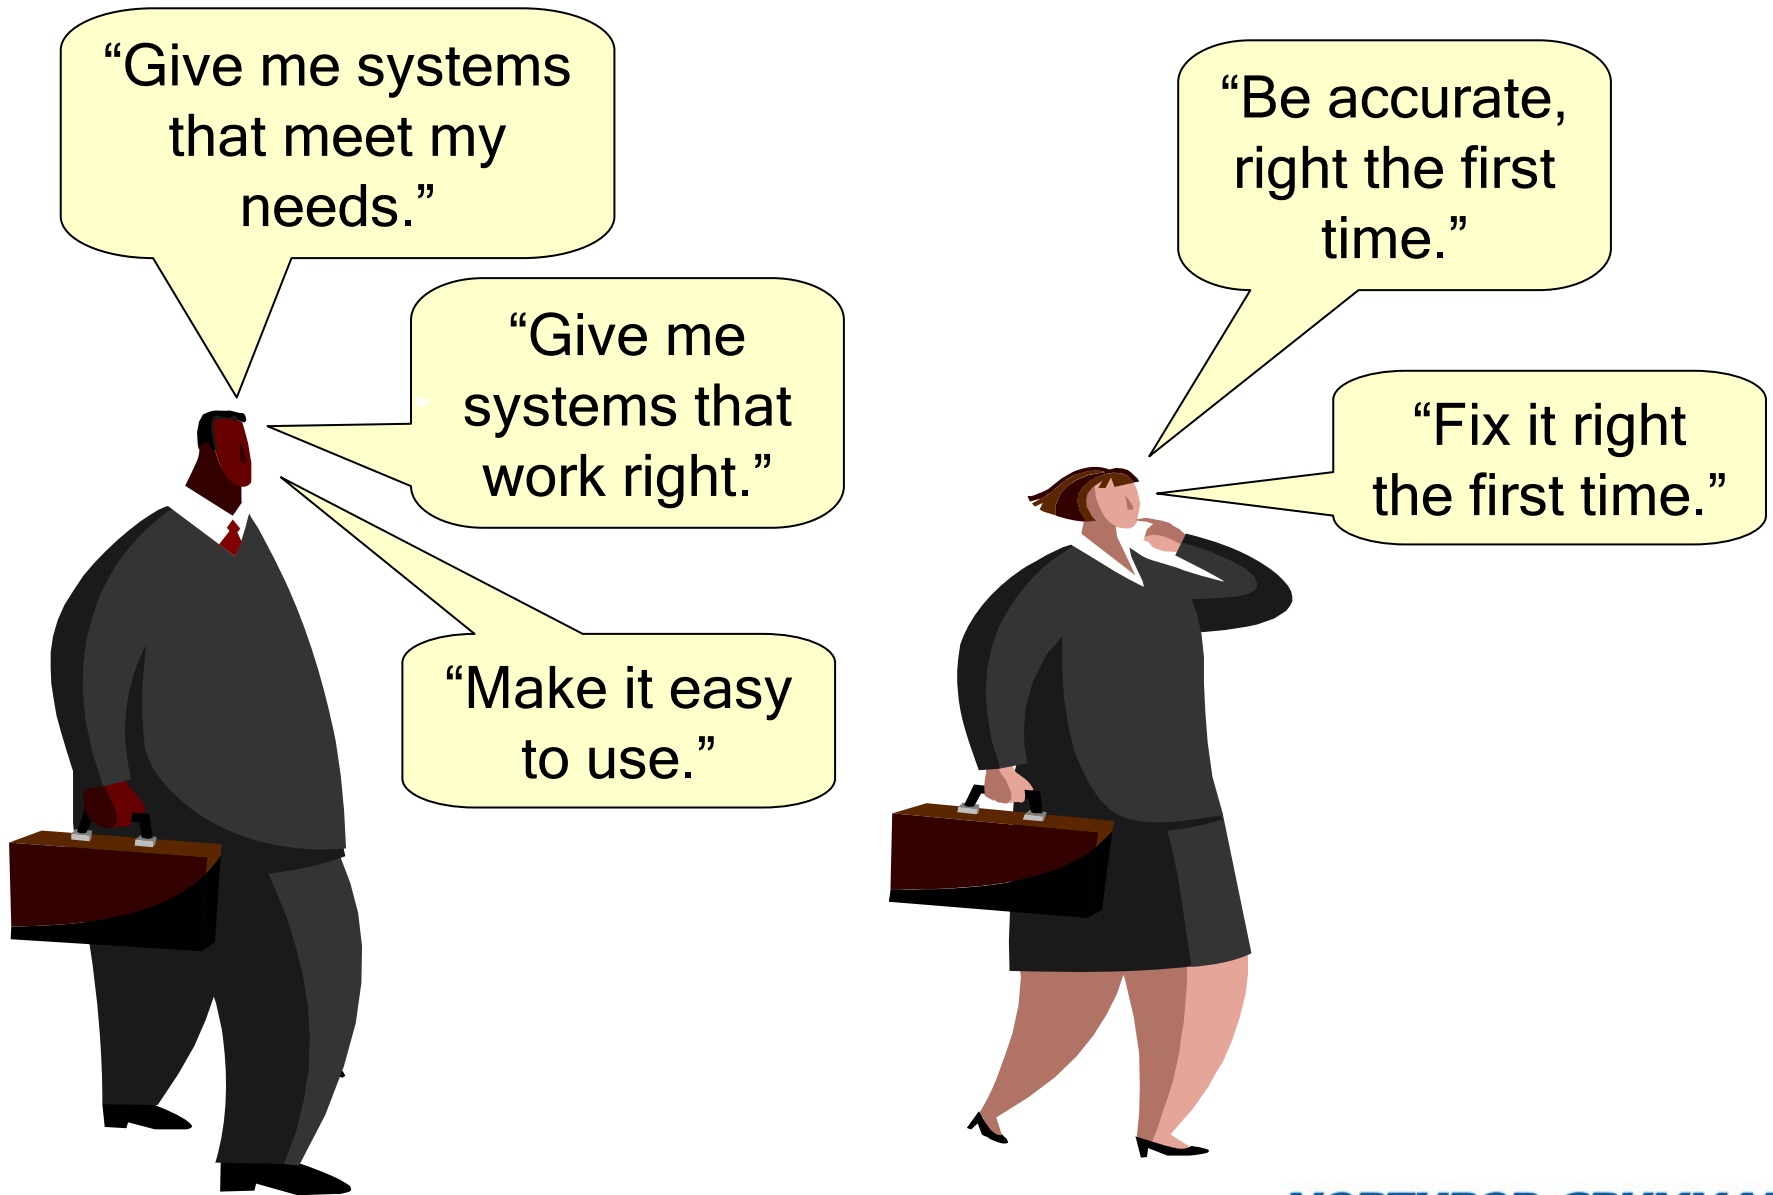 “Give me systems
that meet my
needs.”
“Give me
systems that
work right.”
“Make it easy
to use.”
“Be accurate,
right the first
time.”
“Fix it right
the first time.”